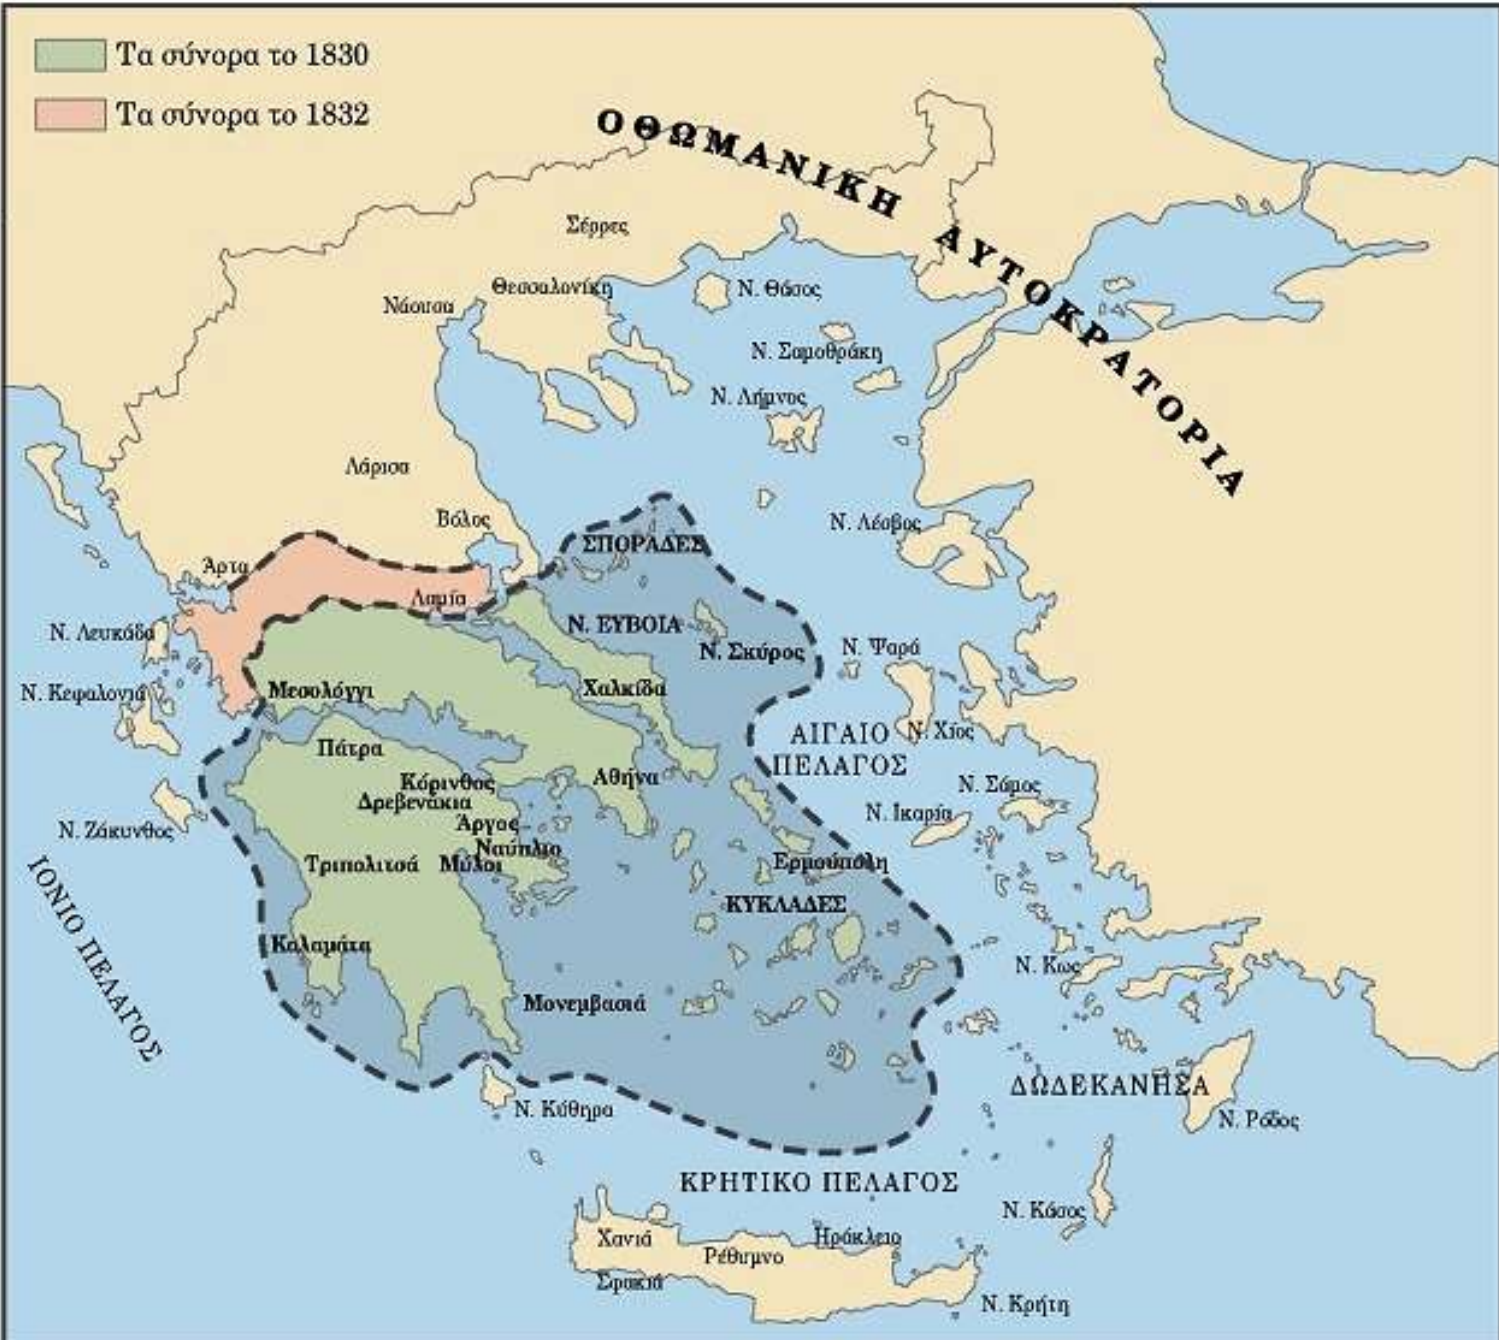 Τα σύνορα το 1830
Τα σύνορα το 1832
ΟΘΩΜΑΝΙΚΗ ΑΥΤΟΚΡΑΤΟΡΙΑ
Σέρρες
Θεσσαλονίκη
Νάουσα
Ν. Θάσος
Ν. Σαμοθράκη
Ν. Λήμνος
Λάρισα
Βόλος
Ν. Λέσβος
ΣΠΟΡΑΔΕΣ
Άρτα
Λαμία
Ν. ΕΥΒΟΙΑ
Ν. Λευκάδα
Ν. Σκύρος
Ν. Ψαρά
Ν. Κεφαλονιά
Μεσολόγγι
Χαλκίδα
Ν. Χίος
ΑΙΓΑΙΟ
ΠΕΛΑΓΟΣ
Πάτρα
Κόρινθος
Αθήνα
Δρεβενάκια
Ν. Σάμος
Ν. Ικαρία
Ν. Ζάκυνθος
Άργος
Ναύπλιο
Τριπολιτσά
Μύλοι
Ερμούπολη
ΙΟΝΙΟ ΠΕΛΑΓΟΣ
ΚΥΚΛΑΔΕΣ
Καλαμάτα
Ν. Κως
Μονεμβασιά
ΔΩΔΕΚΑΝΗΣΑ
Ν. Κύθηρα
Ν. Ρόδος
ΚΡΗΤΙΚΟ ΠΕΛΑΓΟΣ
Ν. Κάσος
Χανιά
Ρέθυμνο
Ηράκλειο
Σφακιά
Ν. Κρήτη